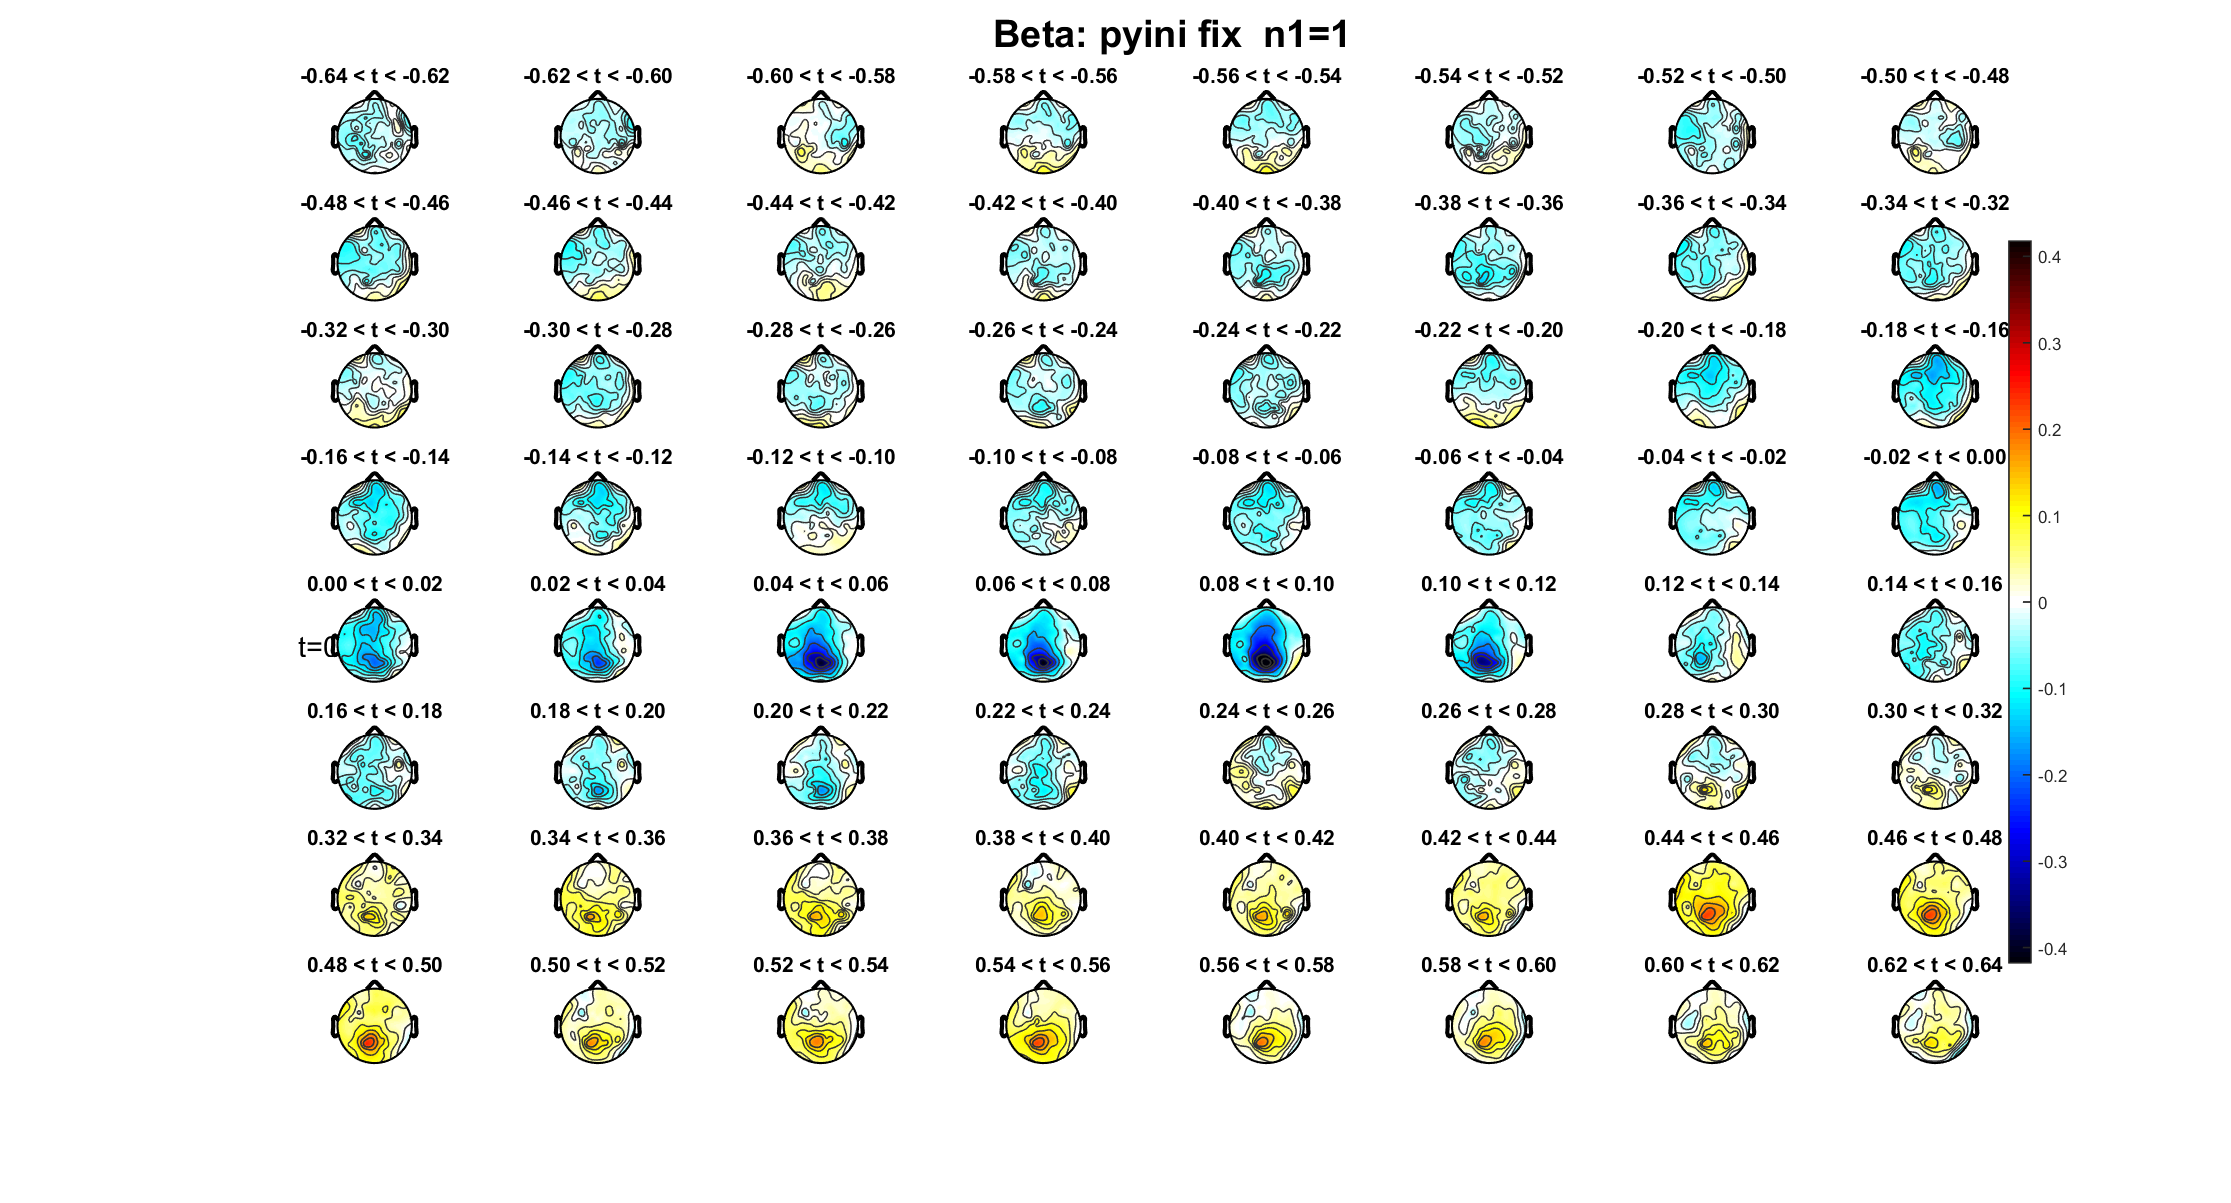 Beta: pyini fix  n1=1
-0.64 < t < -0.62 -0.62 < t < -0.60 -0.60 < t < -0.58 -0.58 < t < -0.56 -0.56 < t < -0.54 -0.54 < t < -0.52 -0.52 < t < -0.50 -0.50 < t < -0.48
-0.48 < t < -0.46 -0.46 < t < -0.44 -0.44 < t < -0.42 -0.42 < t < -0.40 -0.40 < t < -0.38 -0.38 < t < -0.36 -0.36 < t < -0.34 -0.34 < t < -0.32
-0.32 < t < -0.30 -0.30 < t < -0.28 -0.28 < t < -0.26 -0.26 < t < -0.24 -0.24 < t < -0.22 -0.22 < t < -0.20 -0.20 < t < -0.18 -0.18 < t < -0.16
-0.16 < t < -0.14 -0.14 < t < -0.12 -0.12 < t < -0.10 -0.10 < t < -0.08 -0.08 < t < -0.06 -0.06 < t < -0.04 -0.04 < t < -0.02 -0.02 < t < 0.00
0.00 < t < 0.02 0.02 < t < 0.04 0.04 < t < 0.06 0.06 < t < 0.08 0.08 < t < 0.10 0.10 < t < 0.12 0.12 < t < 0.14 0.14 < t < 0.16
t=0
0.16 < t < 0.18 0.18 < t < 0.20 0.20 < t < 0.22 0.22 < t < 0.24 0.24 < t < 0.26 0.26 < t < 0.28 0.28 < t < 0.30 0.30 < t < 0.32
0.32 < t < 0.34 0.34 < t < 0.36 0.36 < t < 0.38 0.38 < t < 0.40 0.40 < t < 0.42 0.42 < t < 0.44 0.44 < t < 0.46 0.46 < t < 0.48
0.48 < t < 0.50 0.50 < t < 0.52 0.52 < t < 0.54 0.54 < t < 0.56 0.56 < t < 0.58 0.58 < t < 0.60 0.60 < t < 0.62 0.62 < t < 0.64
0.4
0.3
0.2
0.1
0
-0.1
-0.2
-0.3
-0.4